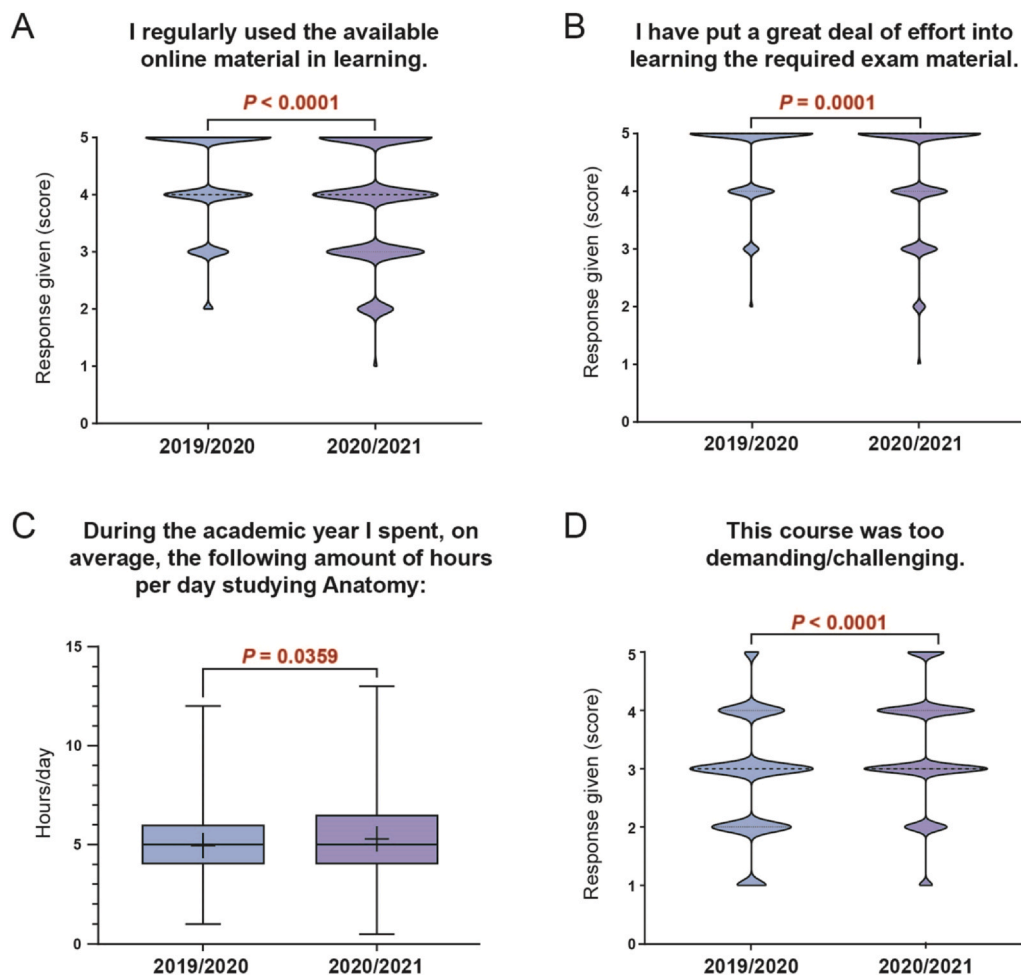 A
I regularly used the available
online material in learning.
P < 0.0001
Response given (score)
5
4
3
2
1
0
2019/2020 2020/2021
B
I have put a great deal of effort into
learning the required exam material.
P = 0.0001
Response given (score)
5
4
3
2
1
0
2019/2020 2020/2021
C
During the academic year I spent, on
average, the following amount of hours
per day studying Anatomy:
P = 0.0359
Hours/day
15
10
5
0
2019/2020 2020/2021
D
This course was too
demanding/challenging.
P < 0.0001
Response given (score)
5
4
3
2
1
0
2019/2020 2020/2021